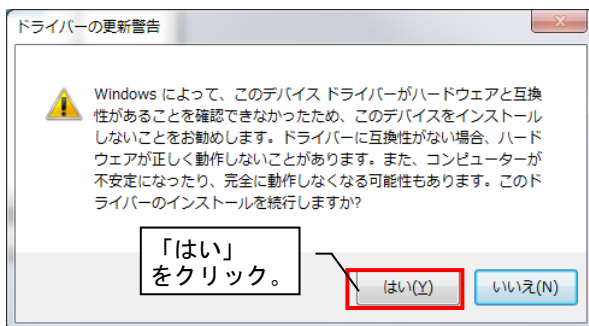 ドライバーの更新警告
Windows によって、このデバイス ドライバーがハードウェアと互換
性があることを確認できなかったため、このデバイスをインストール
しないことをお勧めします。ドライバーに互換性がない場合、ハード
ウェアが正しく動作しないことがあります。また、コンピューターが
不安定になったり、完全に動作しなくなる可能性もあります。このド
ライバーのインストールを続行しますか?
「はい」
をクリック。
はい(Y)
いいえ(N)